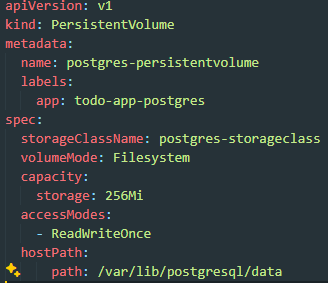 apiVersion: v1
kind: PersistentVolume
metadata:
  name: postgres-persistentvolume
  labels:
    app: todo-app-postgres
spec:
  storageClassName: postgres-storageclass
  volumeMode: Filesystem
  capacity:
    storage: 256Mi
  accessModes:
    - ReadWriteOnce
  hostPath:
      path: /var/lib/postgresql/data